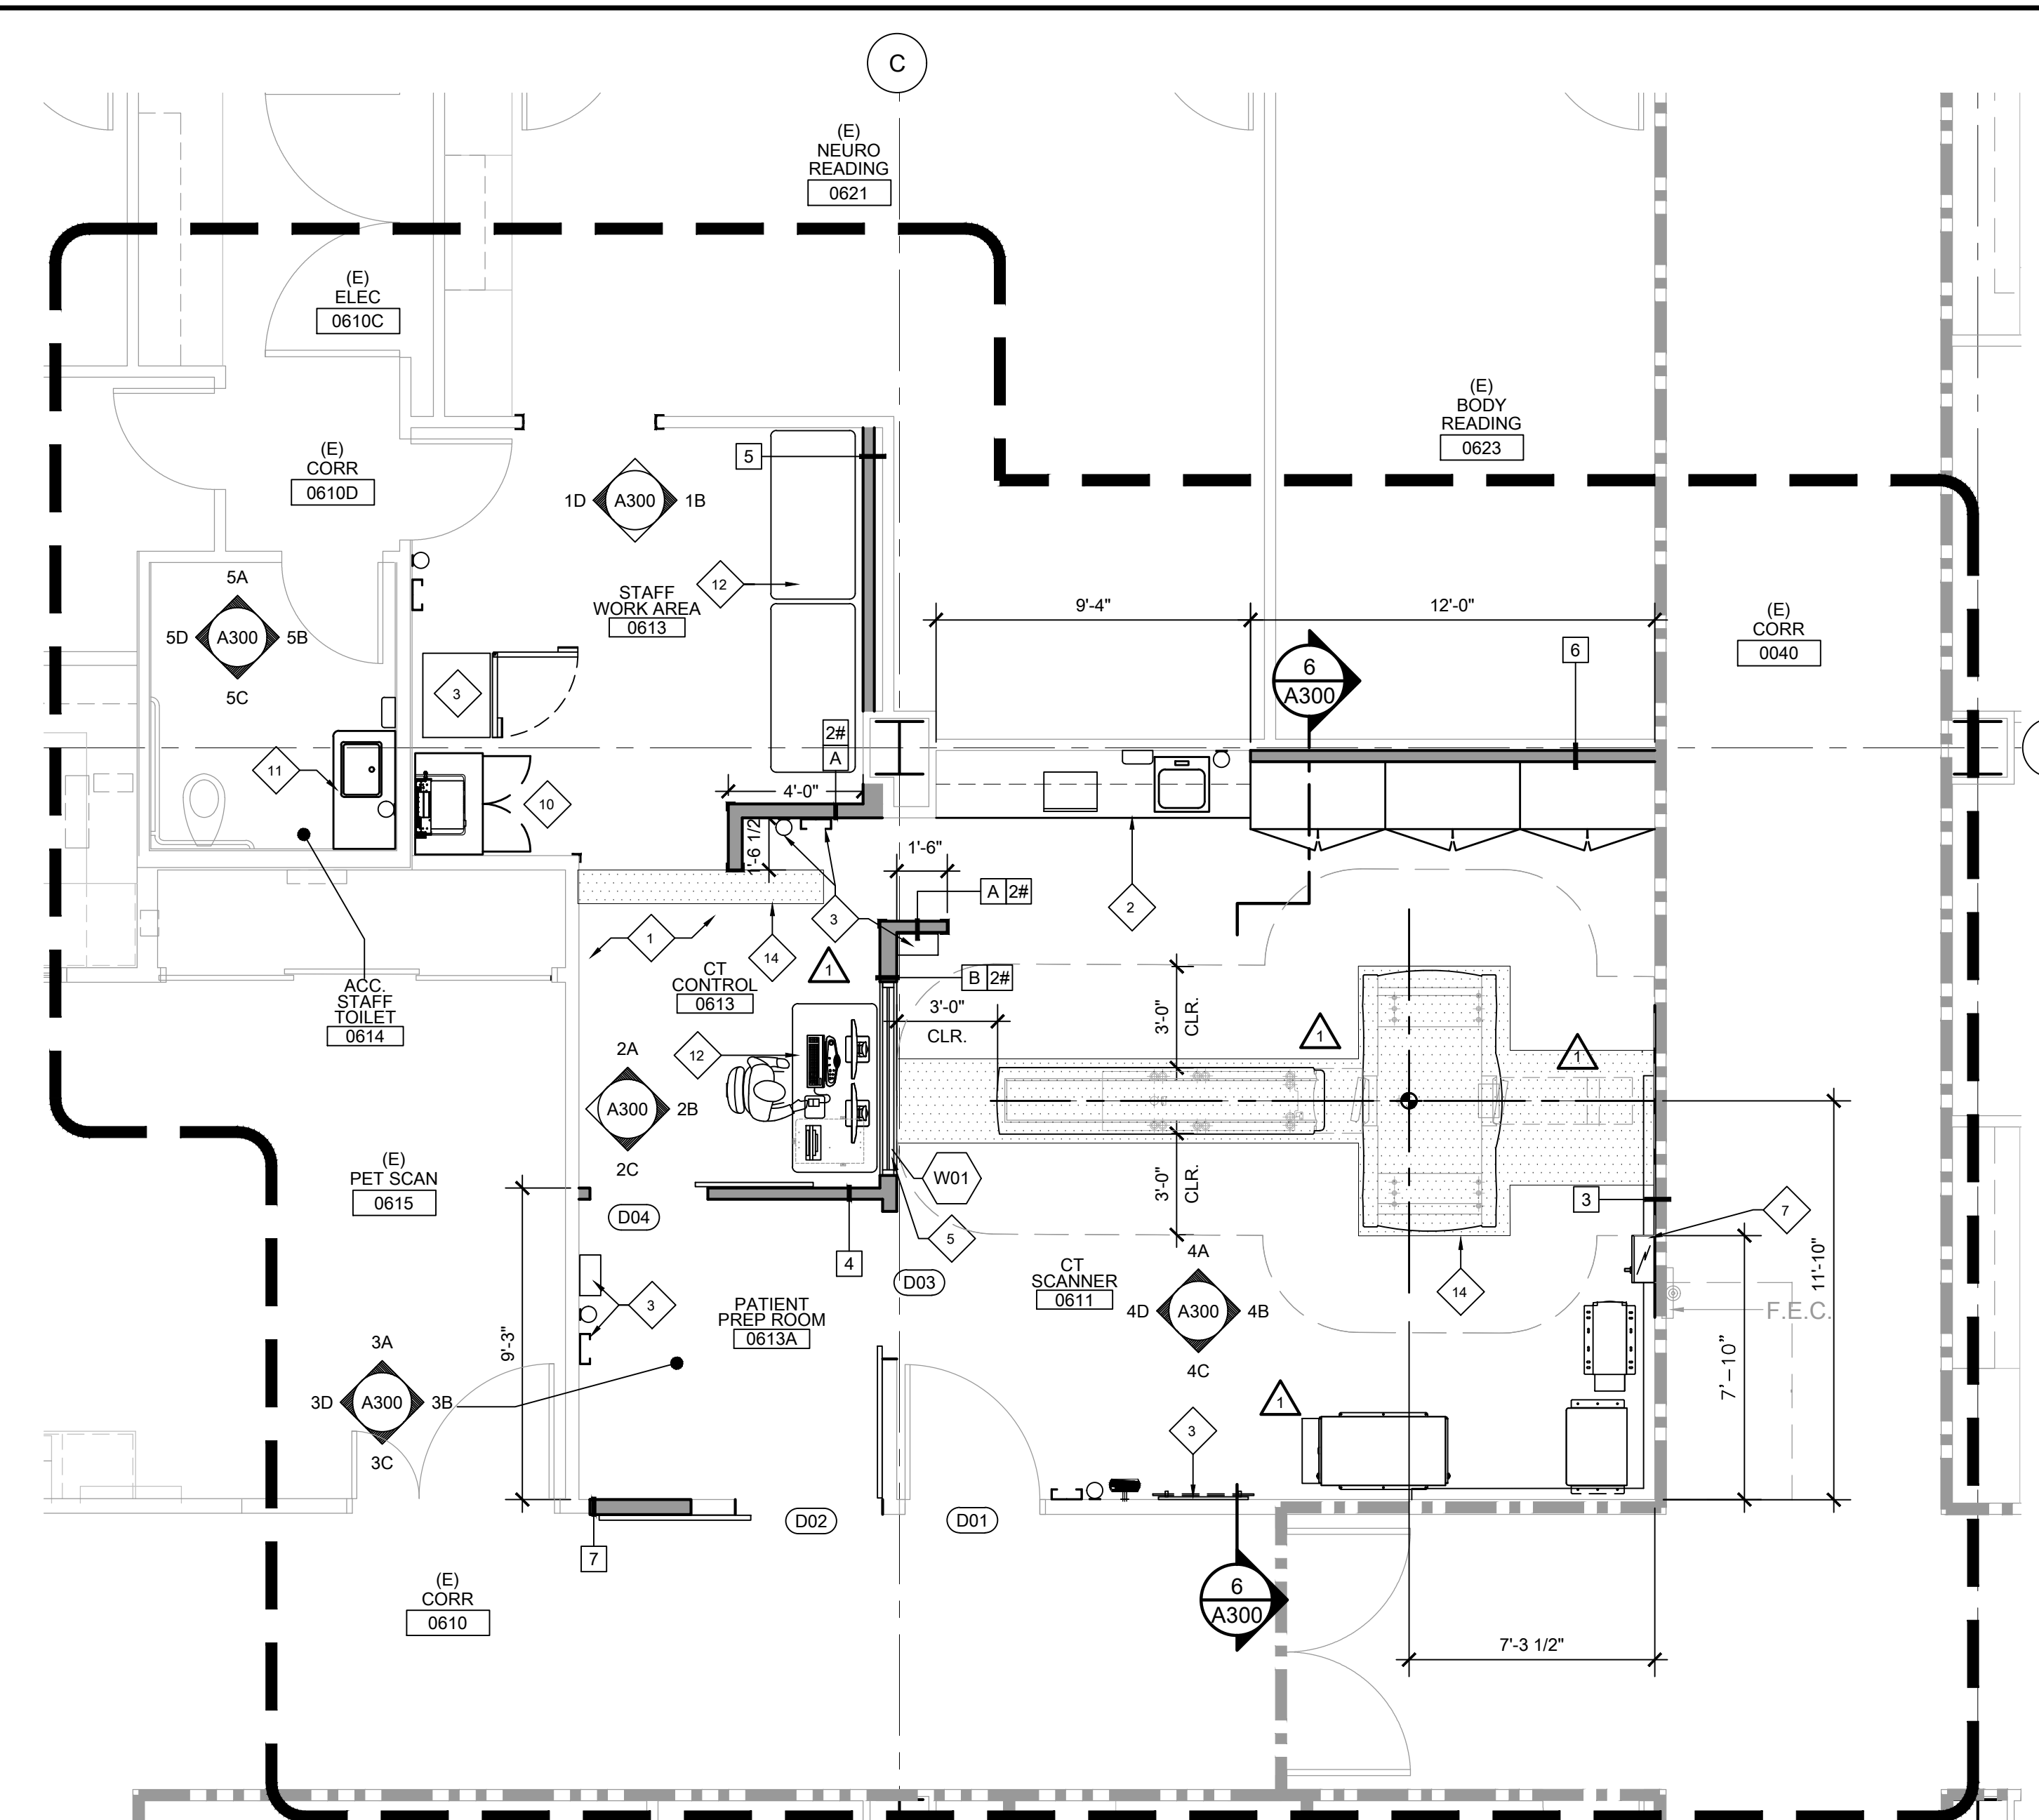 C
(E)
NEURO
READING
0621
(E)
ELEC
0610C
(E)
BODY
READING
0623
(E)
CORR
0610D
5
1D
A300
1B
12
STAFF
WORK AREA
0613
5A
5D
A300
5B
5C
9'-4"
12'-0"
(E)
CORR
0040
6
A300
6
3
2#
A
11
10
4'-0"
1'-6 1/2
1'-6"
A
2#
2
3
1
14
1
CT
CONTROL
0613
B
2#
3'-0"
CLR.
3'-0"
CLR.
1
1
ACC.
STAFF
TOILET
0614
12
2A
A300
2B
2C
(E)
PET SCAN
0615
W01
3'-0"
CLR.
3
7
D04
5
4
D03
CT
SCANNER
0611
4A
4D
A300
4B
4C
14
11'-10"
F.E.C.
7'-10"
3
PATIENT
PREP ROOM
0613A
9'-3"
3A
3D
A300
3B
3C
1
3
D02
D01
7
(E)
CORR
0610
6
A300
7'-3 1/2"